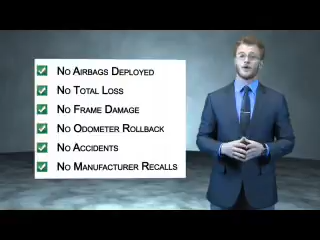 No Airbags Deployed
No Total Loss
No Frame Damage
No Odometer Rollback
No Accidents
No Manufacturer Recalls